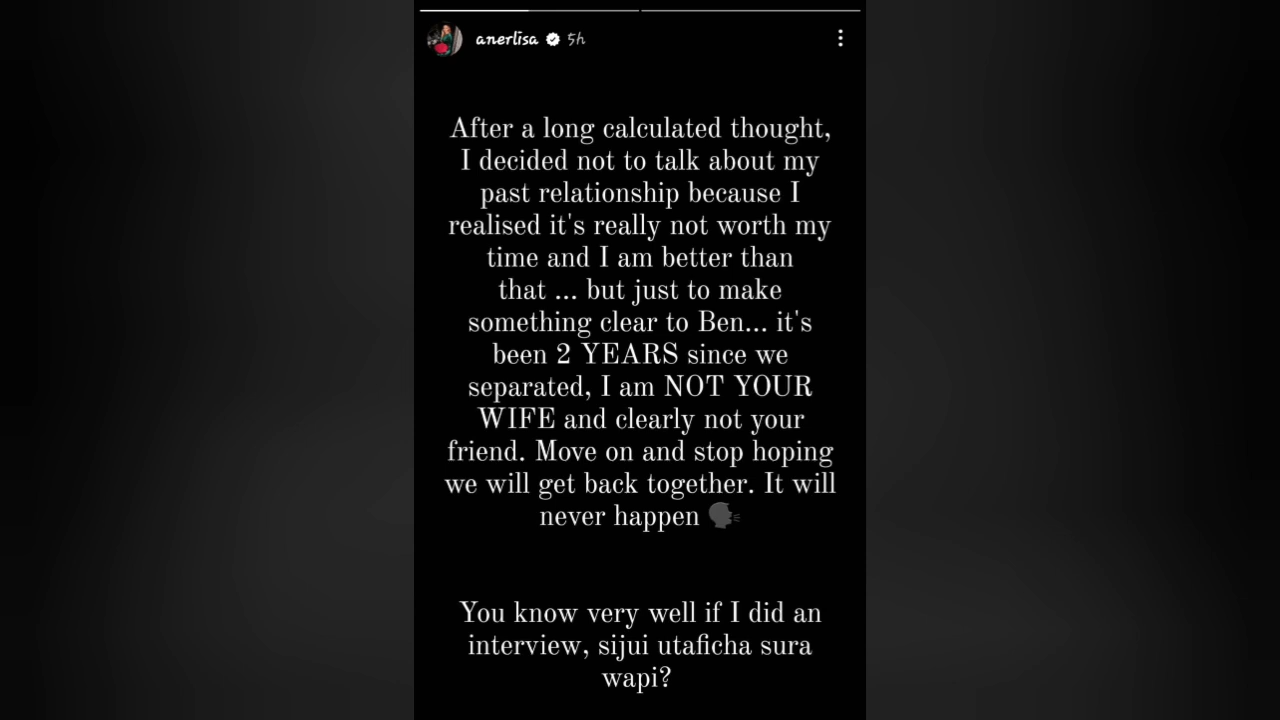 anerlisa 5h
After a long calculated thought,
I decided not to talk about my
past relationship because I
realised it's really not worth my
time and I am better than
that ... but just to make
something clear to Ben... it's
been 2 YEARS since we
separated, I am NOT YOUR
WIFE and clearly not your
friend. Move on and stop hoping
we will get back together. It will
never happen 🗣
You know very well if I did an
interview, sijui utaficha sura
wapi?